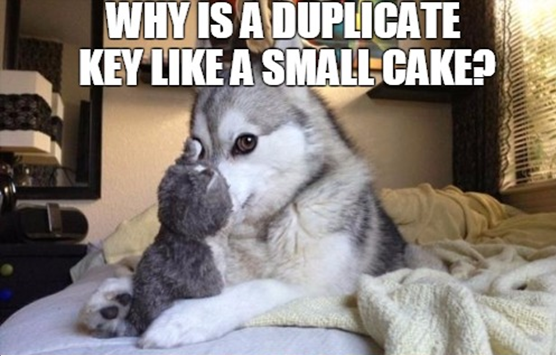 WHY IS A DUPLICATE
KEY LIKE A SMALL CAKE?